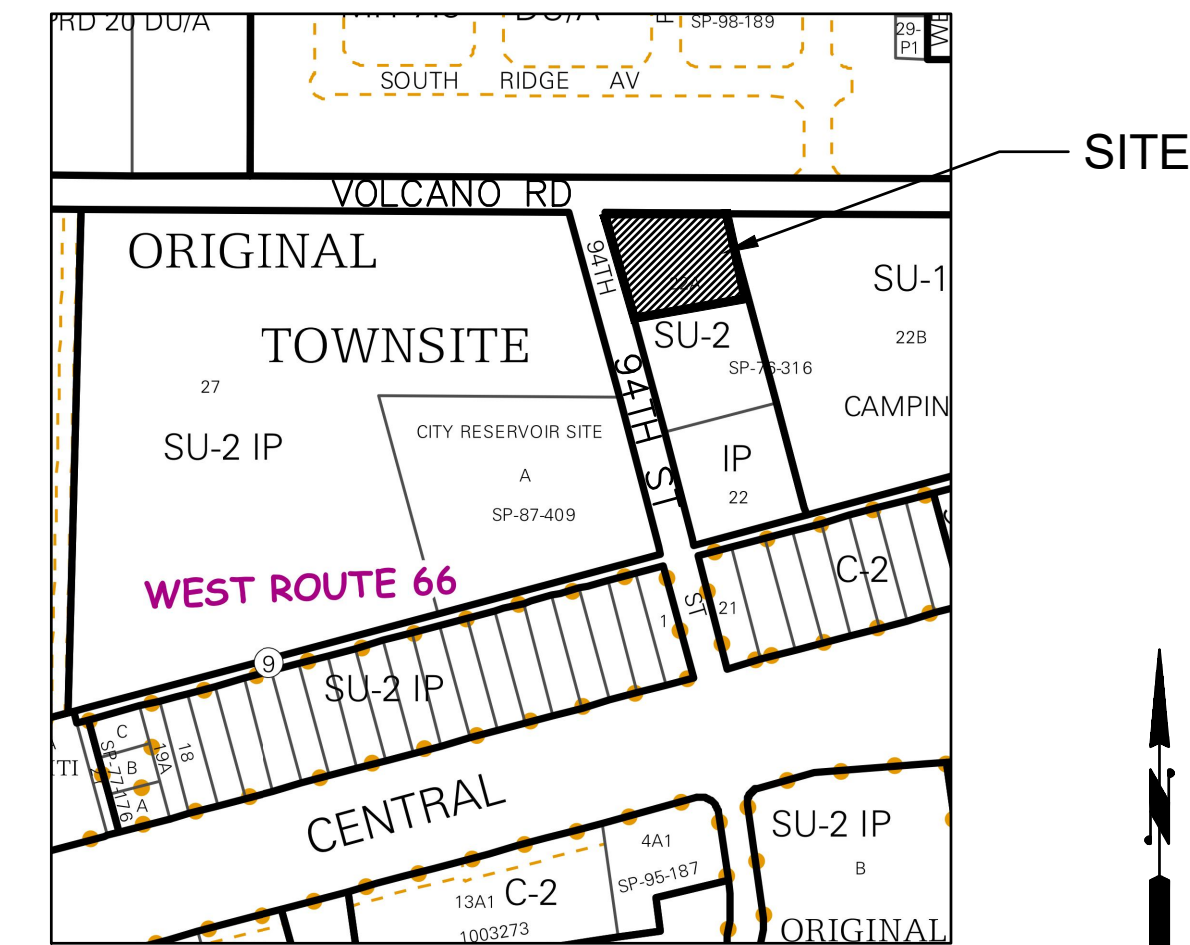 PRD 20 DU/A
DU/A
SP-98-189
29-
P1
SOUTH RIDGE AV
SITE
VOLCANO RD
ORIGINAL
94TH
22A
SU-1
TOWNSITE
SU-2
22B
27
SP-76-316
94TH ST
CAMPIN
CITY RESERVOIR SITE
SU-2 IP
IP
A
22
SP-87-409
C-2
WEST ROUTE 66
ST
21
1
9
SU-2 IP
C
18
19A
B
SP-77-176
A
ITI
CENTRAL
SU-2 IP
4A1
B
SP-95-187
13A1
C-2
1003273
ORIGINAL
N